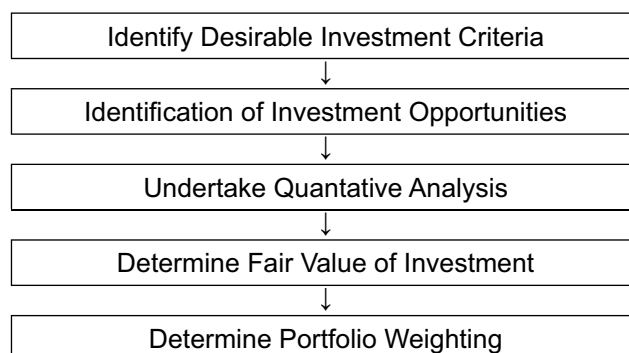 Identify Desirable Investment Criteria
↓
Identification of Investment Opportunities
↓
Undertake Quantative Analysis
↓
Determine Fair Value of Investment
↓
Determine Portfolio Weighting